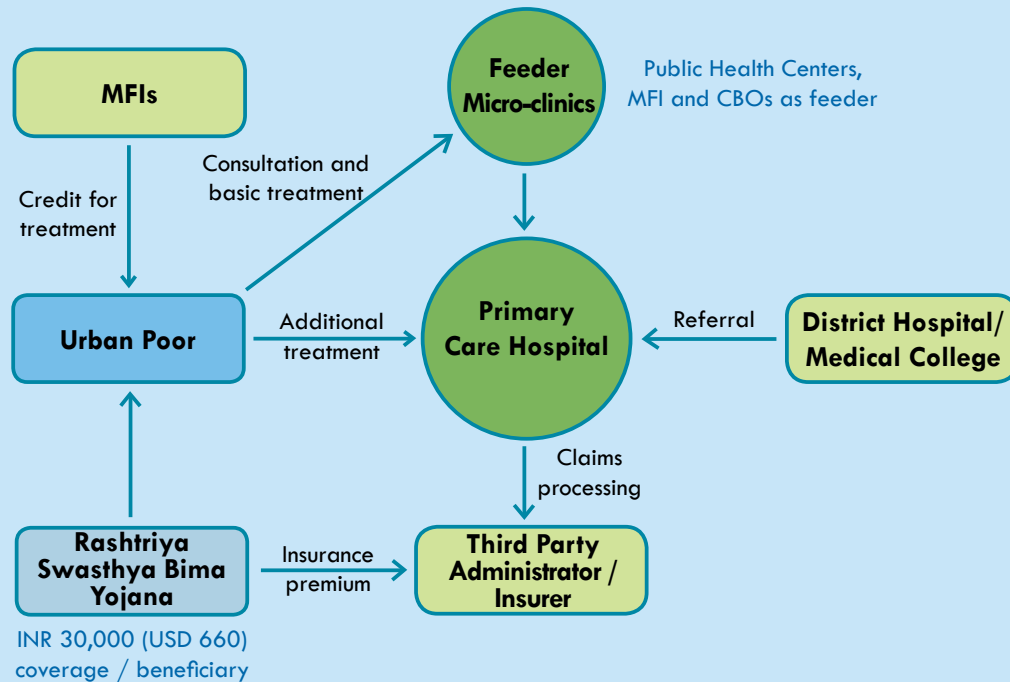 MFIs
Feeder
Micro-clinics
Public Health Centers,
MFI and CBOs as feeder
Consultation and
basic treatment
Credit for
treatment
Urban Poor
Additional
treatment
Primary
Care Hospital
Referral
District Hospital/
Medical College
Claims
processing
Rashtriya
Swasthya Bima
Yojana
Insurance
premium
Third Party
Administrator /
Insurer
INR 30,000 (USD 660)
coverage / beneficiary